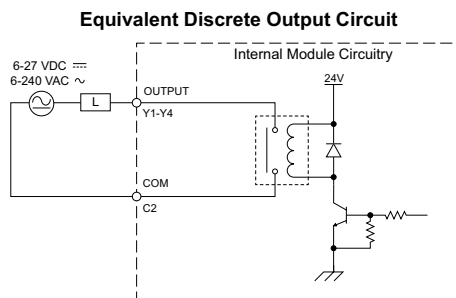 Equivalent Discrete Output Circuit
Internal Module Circuitry
6-27 VDC ⎓
6-240 VAC ∿
24V
L
OUTPUT
Y1-Y4
COM
C2